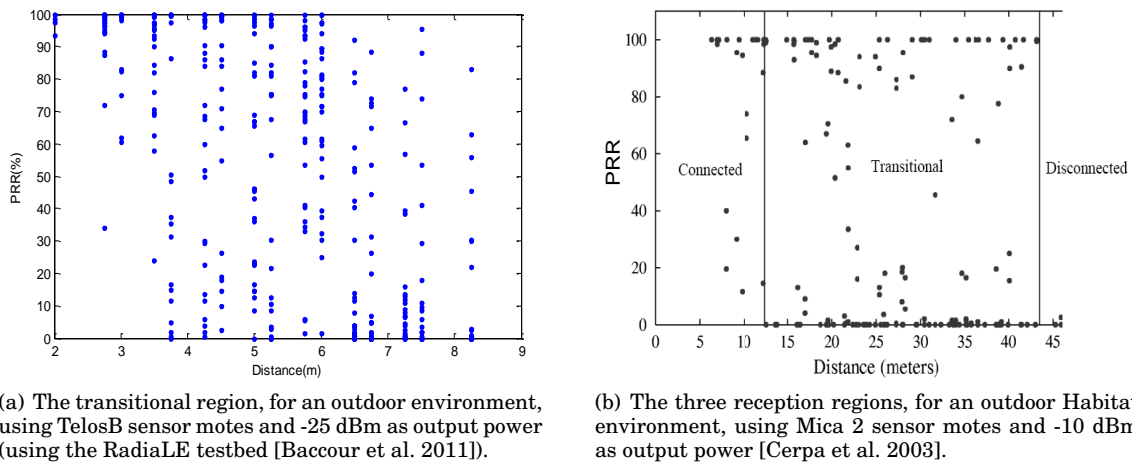 100
90
80
70
60
50
40
30
20
10
0
PRR(%)
2 3 4 5 6 7 8 9
Distance(m)
100
80
60
40
20
0
PRR
Connected
Transitional
Disconnected
0 5 10 15 20 25 30 35 40 45
Distance (meters)
(a) The transitional region, for an outdoor environment,
using TelosB sensor motes and -25 dBm as output power
(using the RadiaLE testbed [Baccour et al. 2011]).
(b) The three reception regions, for an outdoor Habitat
environment, using Mica 2 sensor motes and -10 dBm
as output power [Cerpa et al. 2003].